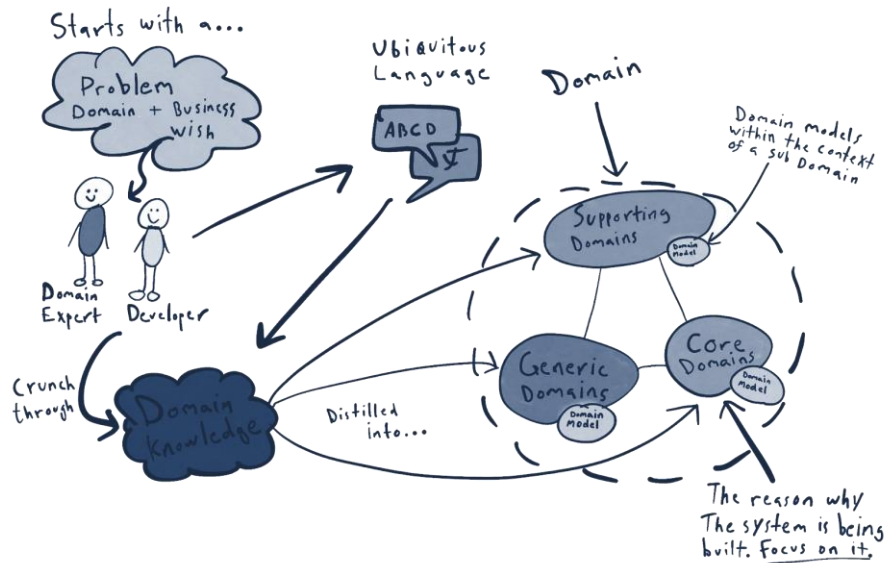 Starts with a...
Problem
Domain + Business
Wish
Ubiquitous
Language
ABCD
Domain
Domain models
within the context
of a sub Domain
Supporting
Domains
Domain
Model
Domain
Expert
Developer
Crunch
through
Domain
Knowledge
Distilled
into...
Generic
Domains
Domain
Model
Core
Domains
Domain
Model
The reason why
The system is being
built. Focus on it.